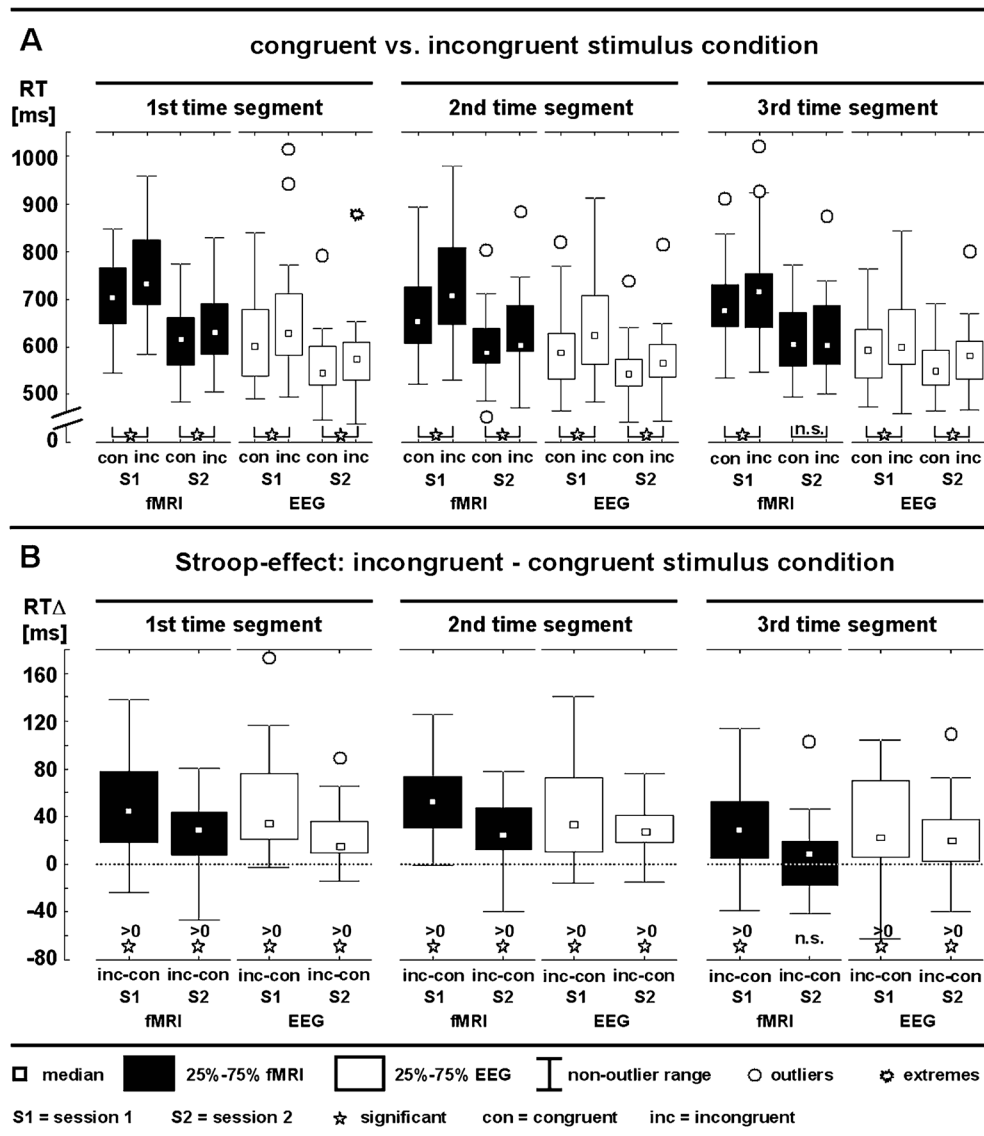 A
congruent vs. incongruent stimulus condition
RT
[ms]
1st time segment
2nd time segment
3rd time segment
1000
900
800
700
600
500
0
n.s.
con inc con inc con inc con inc
con inc con inc con inc con inc
con inc con inc con inc con inc
S1 S2 S1 S2
S1 S2 S1 S2
S1 S2 S1 S2
fMRI EEG
fMRI EEG
fMRI EEG
B
Stroop-effect: incongruent - congruent stimulus condition
RTΔ
[ms]
1st time segment
2nd time segment
3rd time segment
160
120
80
40
0
-40
-80
>0 >0 >0 >0
>0 >0 >0 >0
>0 n.s. >0 >0
inc-con inc-con inc-con inc-con
inc-con inc-con inc-con inc-con
inc-con inc-con inc-con inc-con
S1 S2 S1 S2
S1 S2 S1 S2
S1 S2 S1 S2
fMRI EEG
fMRI EEG
fMRI EEG
median 25%-75% fMRI 25%-75% EEG non-outlier range outliers extremes
S1 = session 1 S2 = session 2 significant con = congruent inc = incongruent